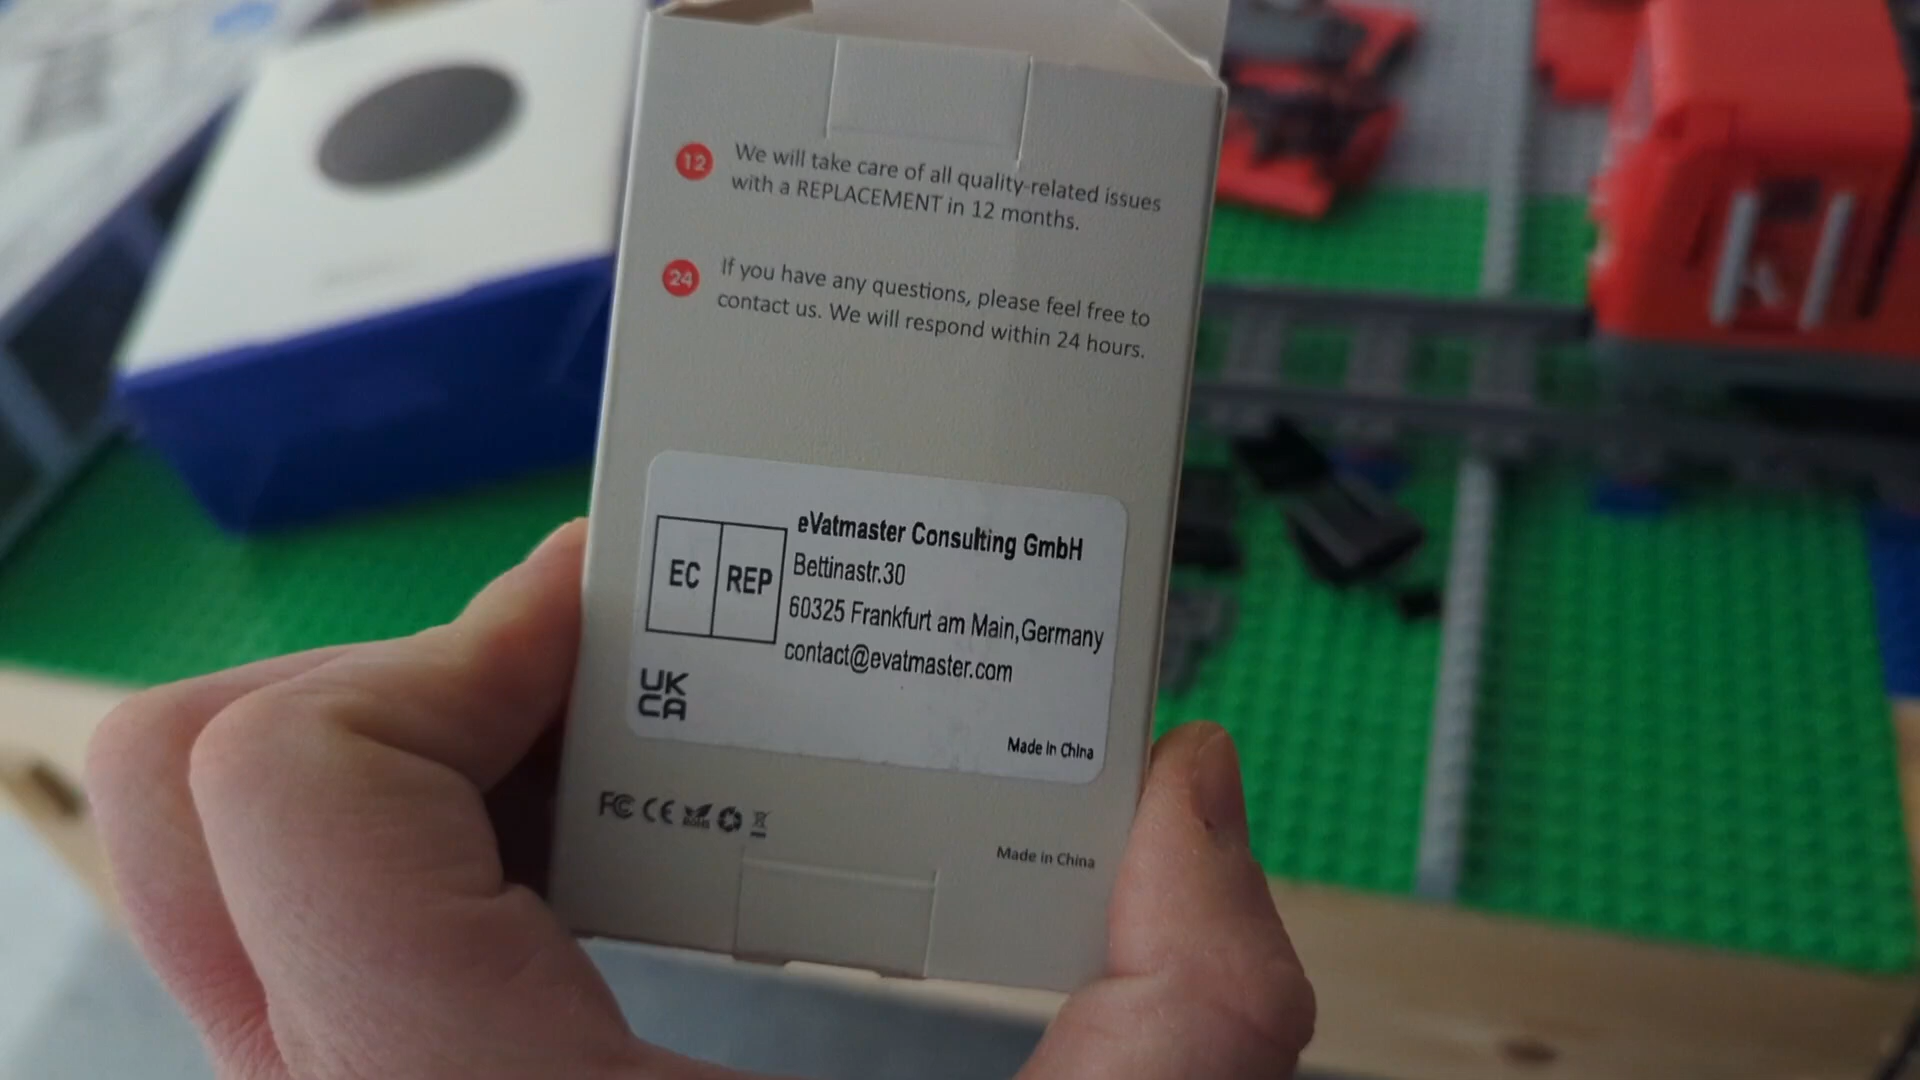 12 We will take care of all quality-related issues
with a REPLACEMENT in 12 months.
24 If you have any questions, please feel free to
contact us. We will respond within 24 hours.
EC REP
eVatmaster Consulting GmbH
Bettinastr.30
60325 Frankfurt am Main,Germany
contact@evatmaster.com
UK
CA
Made In China
FC CE RoHS
Made In China